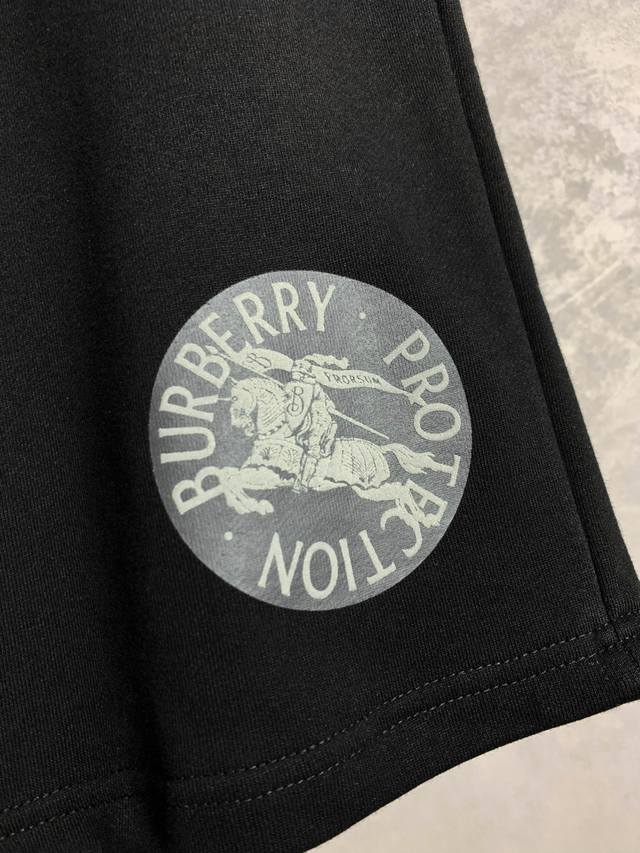 BURBERRY · PROTECTION ·
B
PRORSUM
B